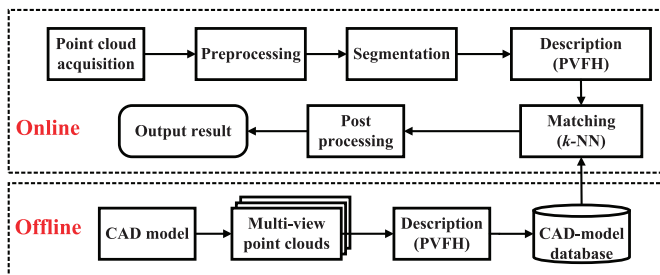 Point cloud
acquisition
Preprocessing
Segmentation
Description
(PVFH)
Online
Output result
Post
processing
Matching
(k-NN)
Offline
CAD model
Multi-view
point clouds
Description
(PVFH)
CAD-model
database